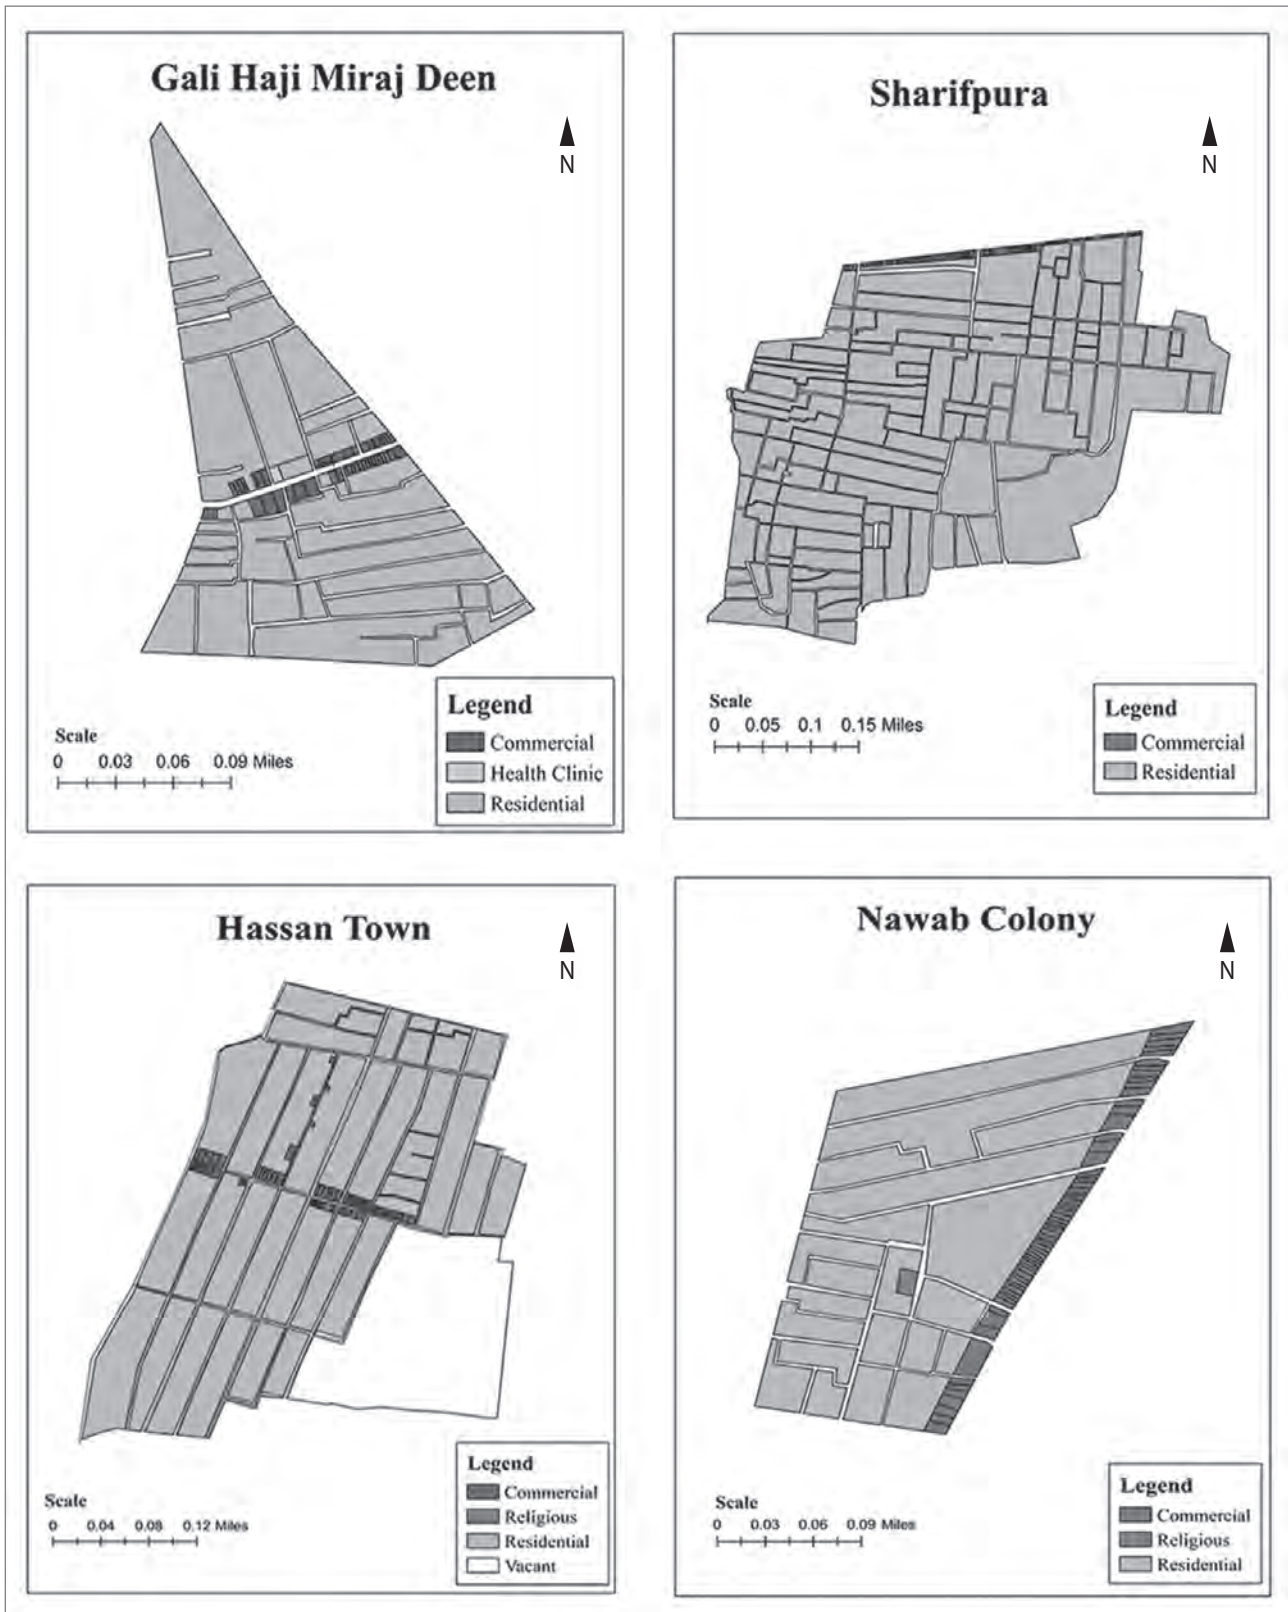 Gali Haji Miraj Deen
N
Scale
0 0.03 0.06 0.09 Miles
Legend
Commercial
Health Clinic
Residential
Sharifpura
N
Scale
0 0.05 0.1 0.15 Miles
Legend
Commercial
Residential
Hassan Town
N
Scale
0 0.04 0.08 0.12 Miles
Legend
Commercial
Religious
Residential
Vacant
Nawab Colony
N
Scale
0 0.03 0.06 0.09 Miles
Legend
Commercial
Religious
Residential